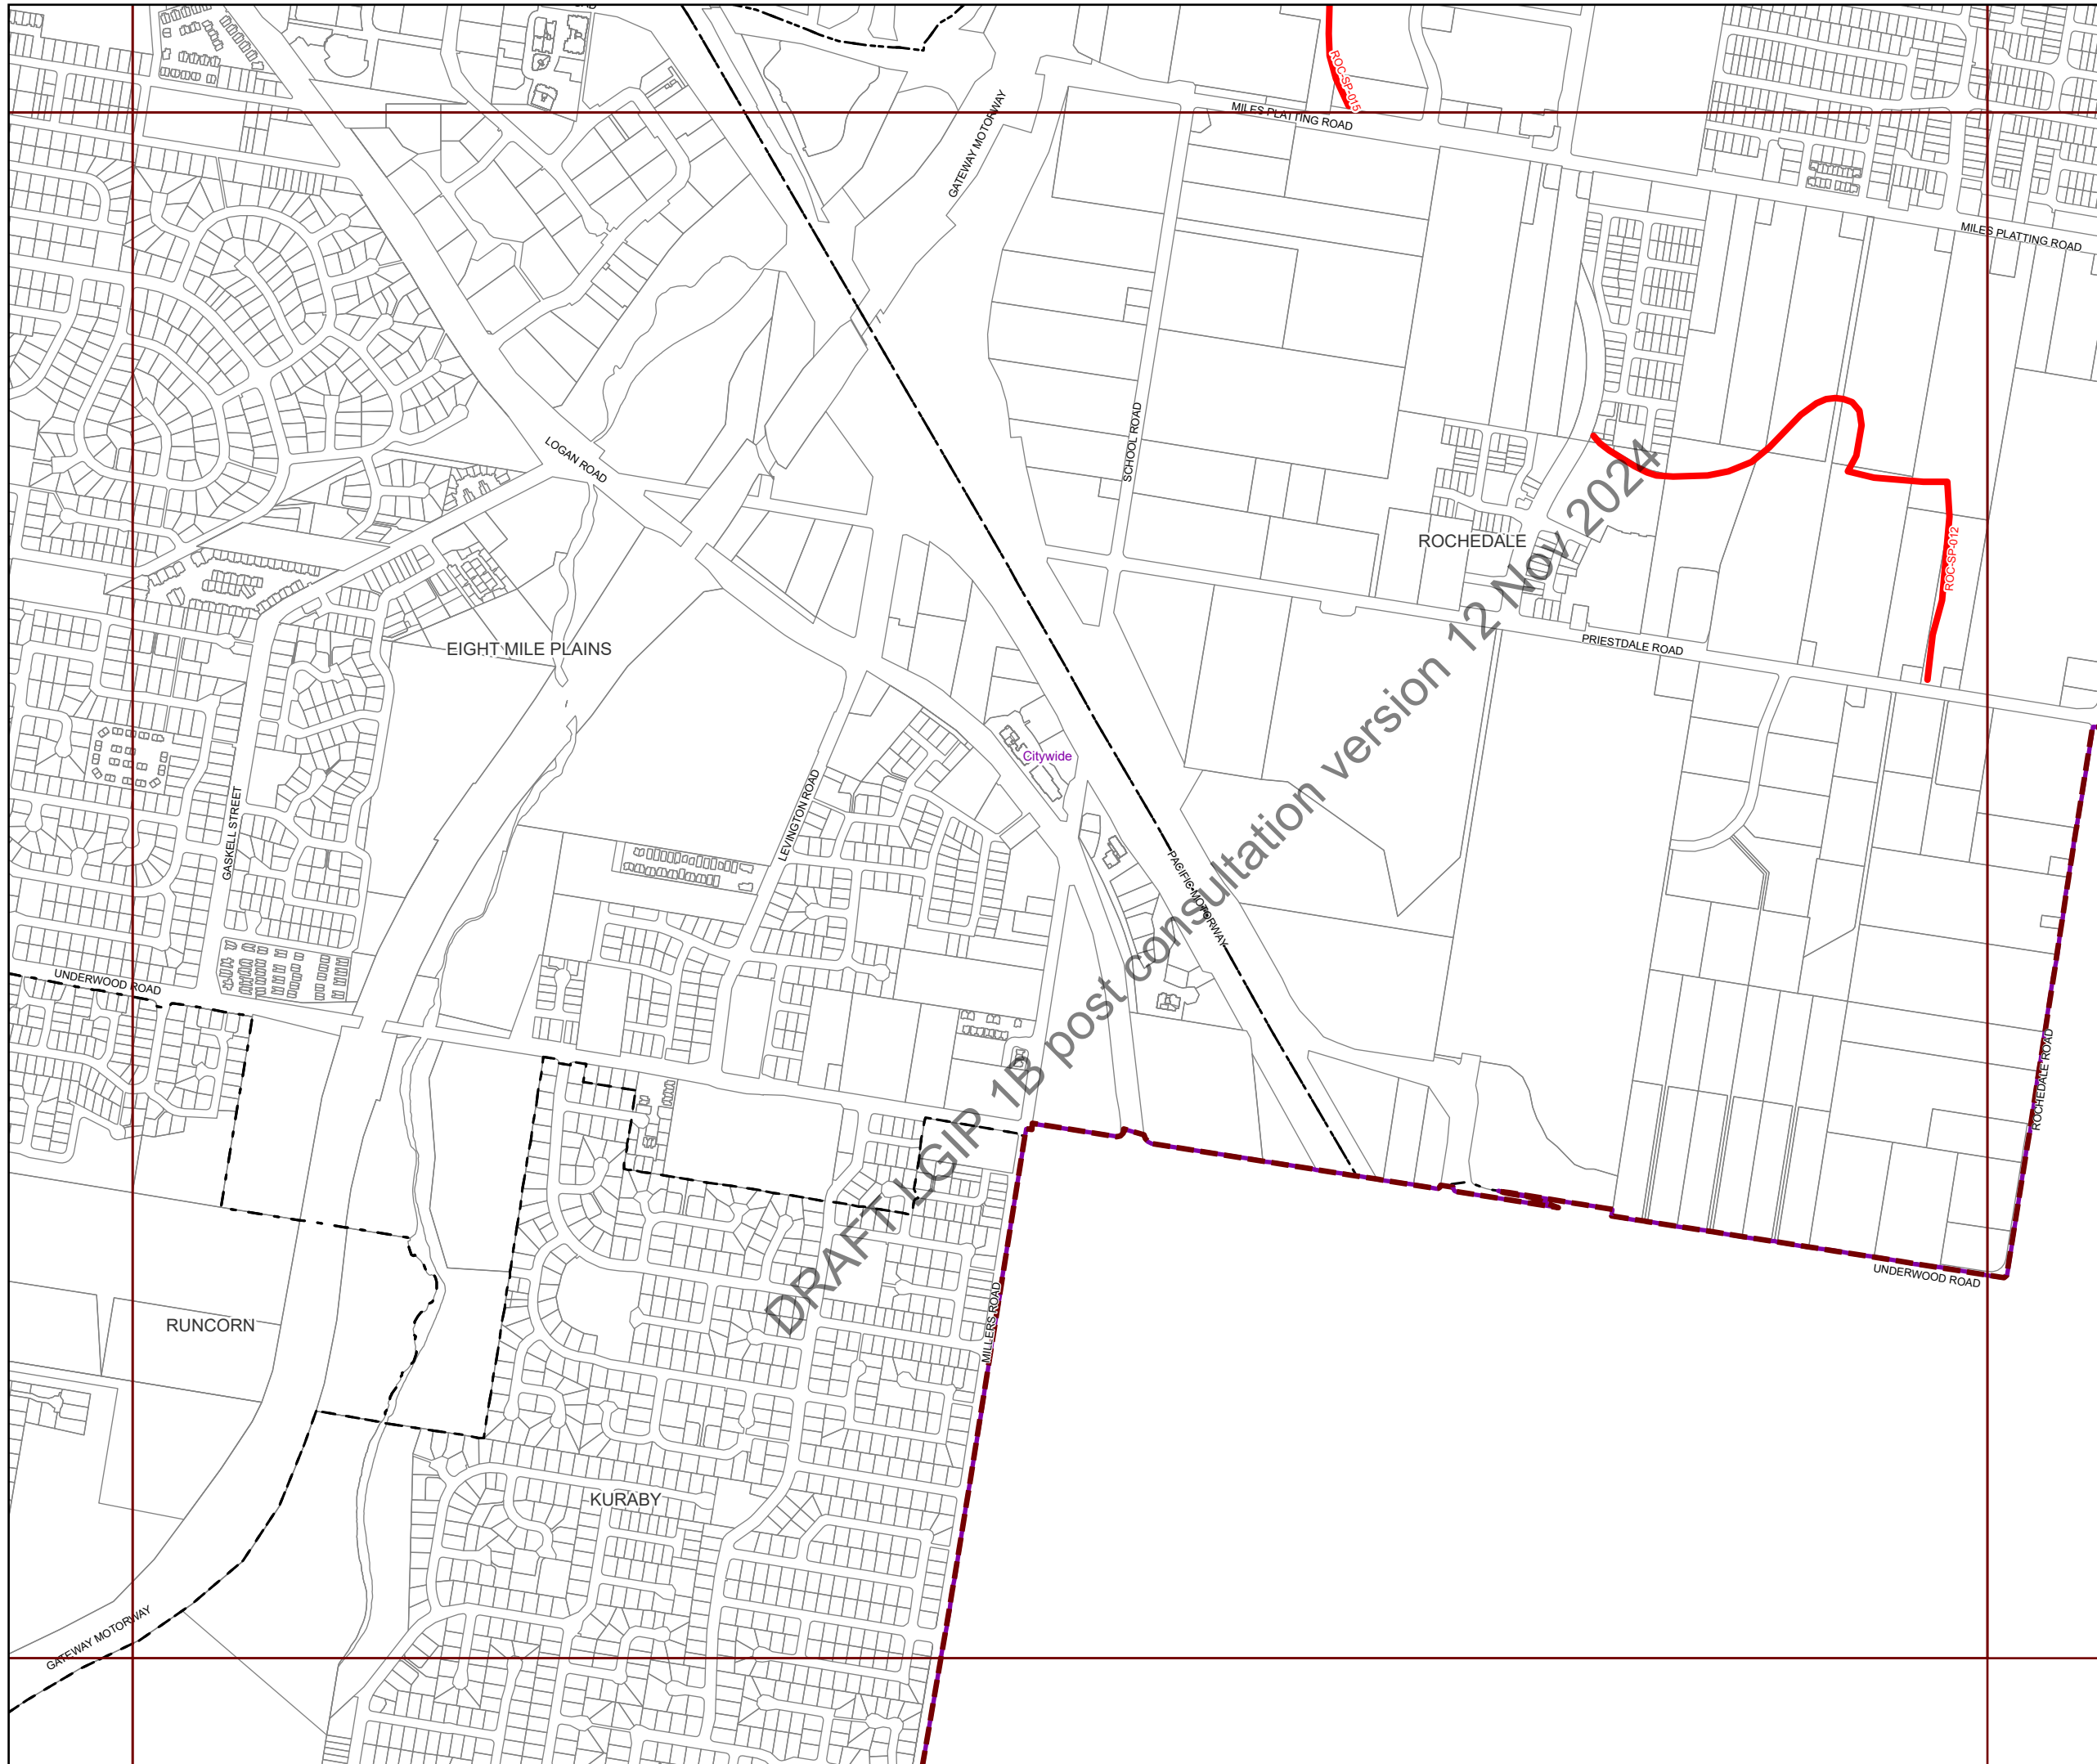 ROC-SP-015
MILES PLATTING ROAD
GATEWAY MOTORWAY
MILES PLATTING ROAD
LOGAN ROAD
SCHOOL ROAD
ROCHEDALE
ROC-SP-012
EIGHT MILE PLAINS
PRIESTDALE ROAD
Citywide
GASKELL STREET
LEVINGTON ROAD
PACIFIC MOTORWAY
UNDERWOOD ROAD
ROCHEDALE ROAD
DRAFT LGIP 1B post consultation version 12 Nov 2024
UNDERWOOD ROAD
RUNCORN
MILLERS ROAD
KURABY
GATEWAY MOTORWAY